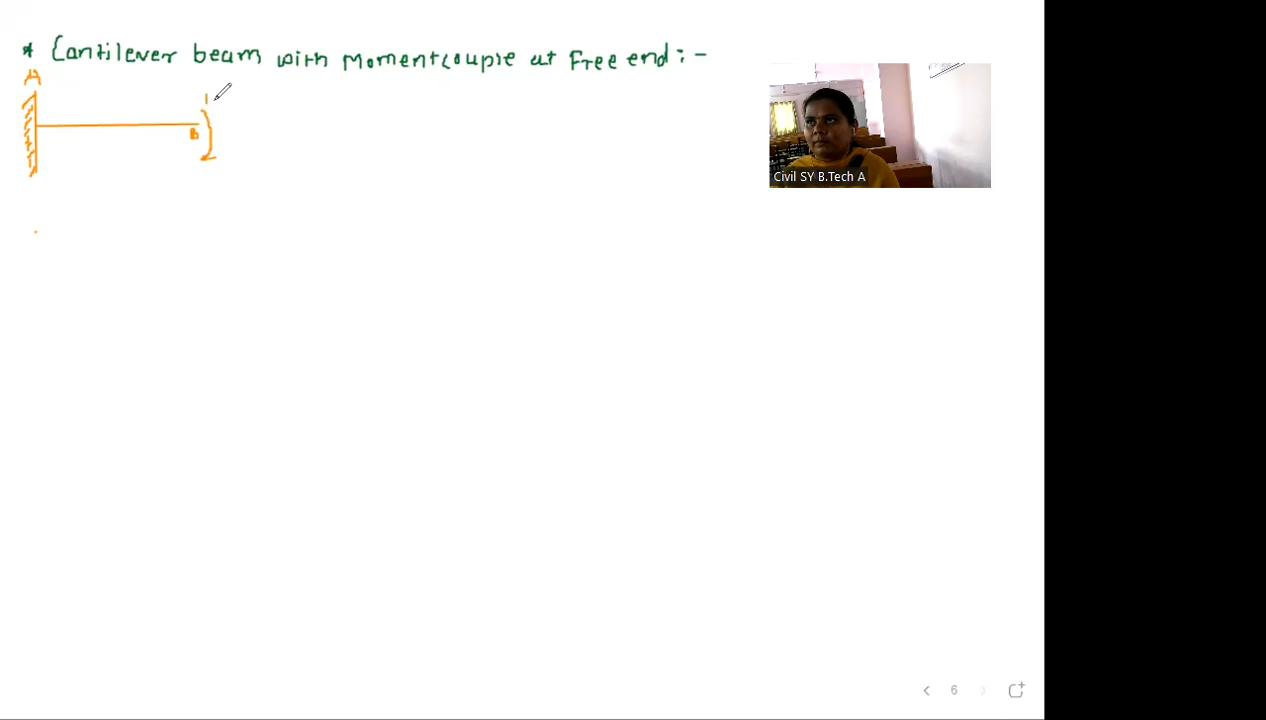 * Cantilever beam with Momentcouple at Free end : -
A
B
Civil SY B.Tech A
6